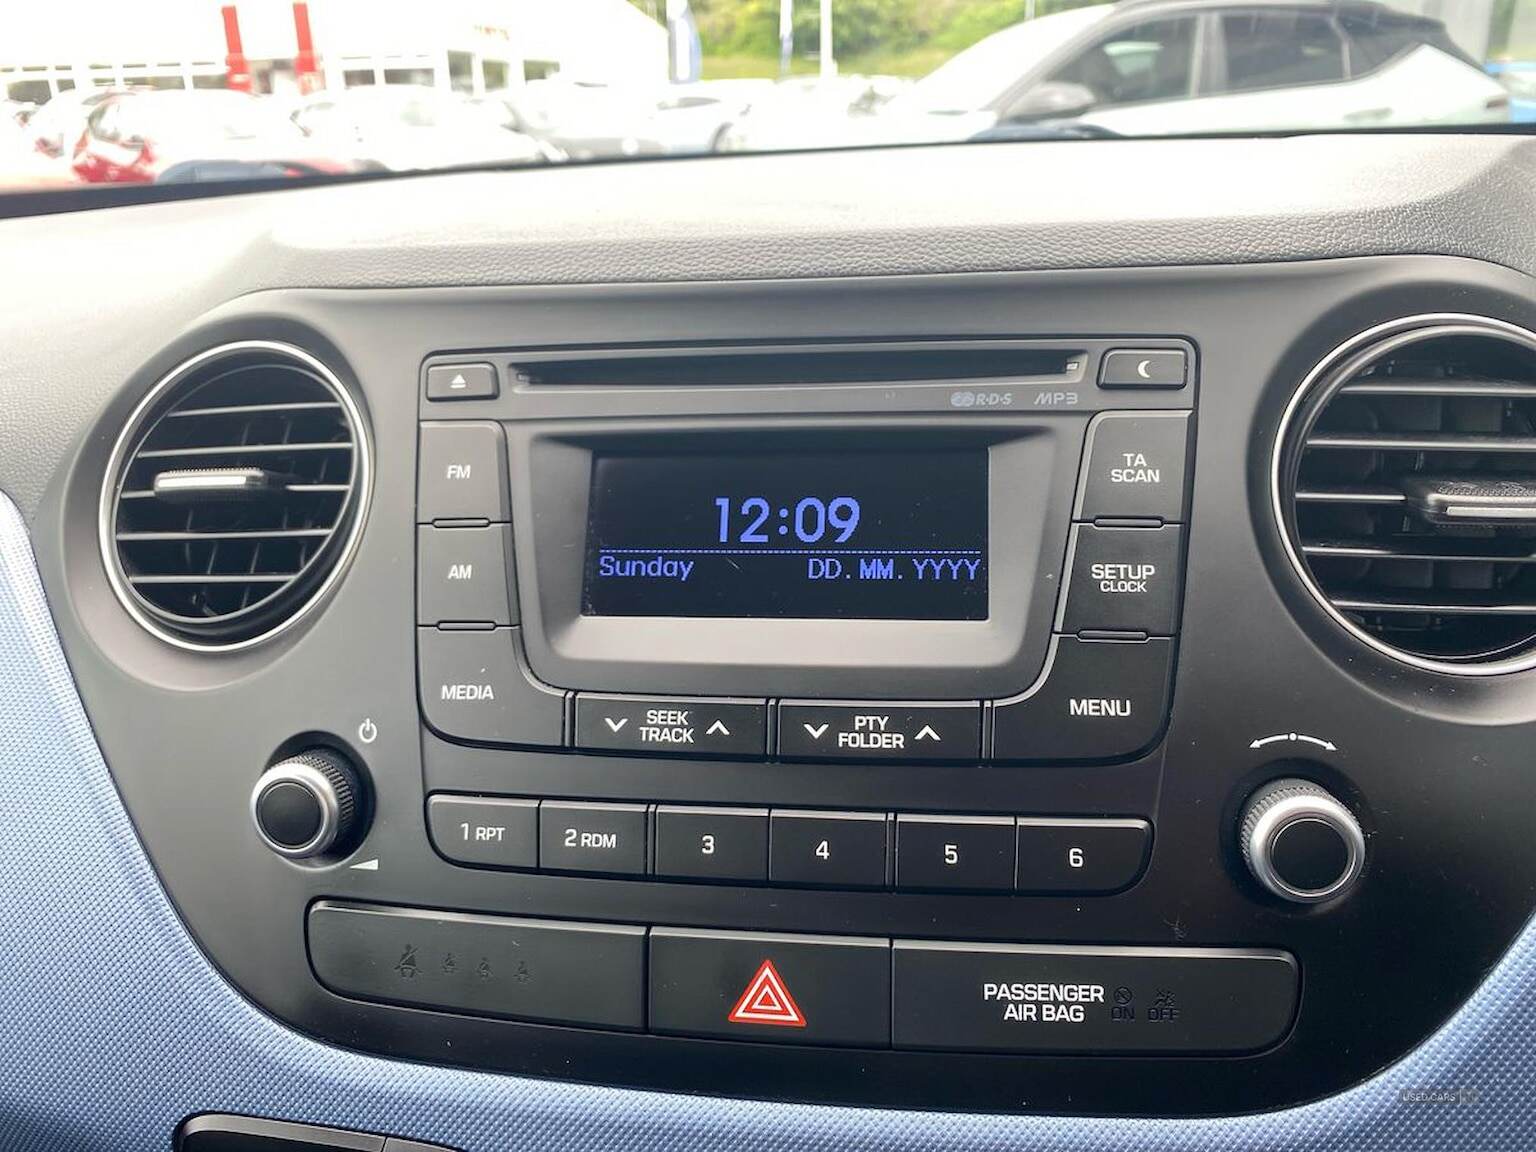 R·D·S MP3
FM
TA
SCAN
12:09
Sunday DD.MM.YYYY
AM
SETUP
CLOCK
MEDIA
SEEK
TRACK
PTY
FOLDER
MENU
1 RPT
2 RDM
3
4
5
6
PASSENGER
AIR BAG
ON OFF
USED CARS